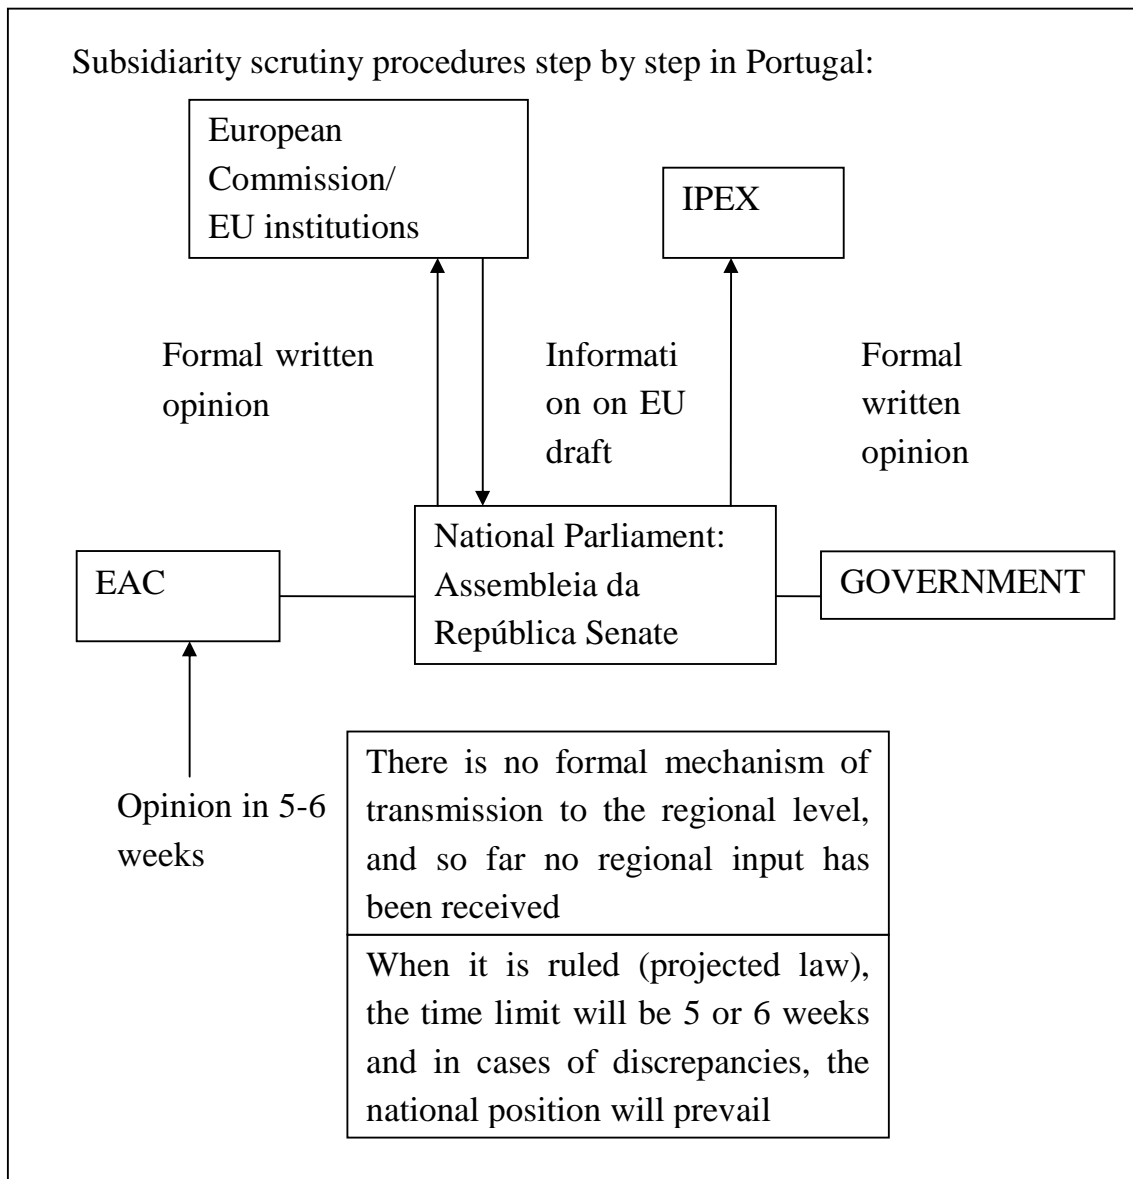 Subsidiarity scrutiny procedures step by step in Portugal:
European
Commission/
EU institutions
IPEX
Formal written
opinion
Informati
on on EU
draft
Formal
written
opinion
EAC
National Parliament:
Assembleia da
República Senate
GOVERNMENT
Opinion in 5-6
weeks
There is no formal mechanism of
transmission to the regional level,
and so far no regional input has
been received
When it is ruled (projected law),
the time limit will be 5 or 6 weeks
and in cases of discrepancies, the
national position will prevail